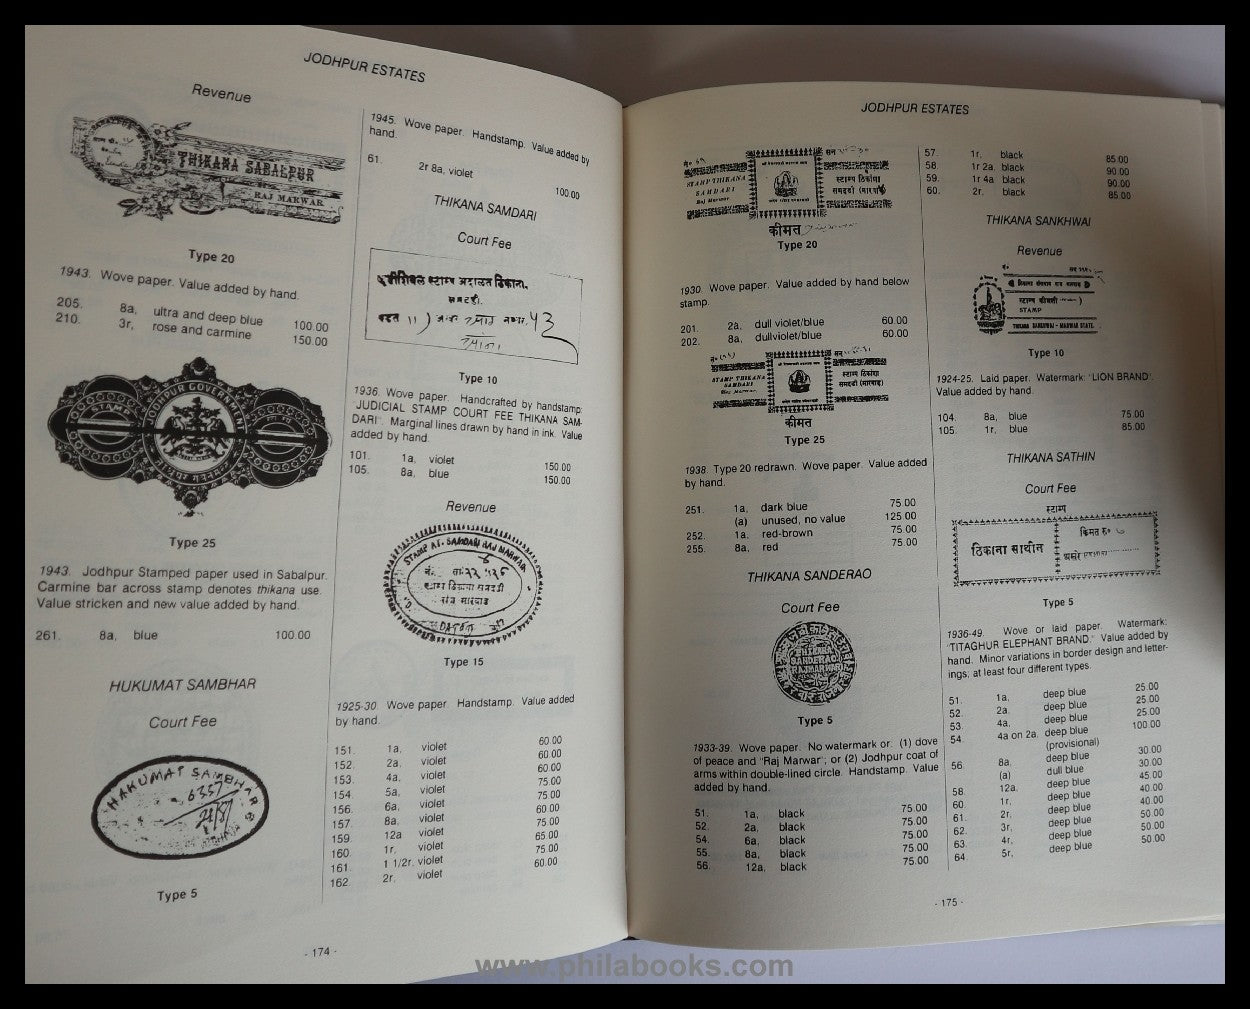 JODHPUR ESTATES
Revenue
THIKANA SABALPUR
RAJ MARWAR
Type 20
1943. Wove paper. Value added by hand.
205. 8a, ultra and deep blue 100.00
210. 3r, rose and carmine 150.00
JODHPUR GOVERNMENT
STAMP
Type 25
1943. Jodhpur Stamped paper used in Sabalpur.
Carmine bar across stamp denotes thikana use.
Value stricken and new value added by hand.
261. 8a, blue 100.00
HUKUMAT SAMBHAR
Court Fee
HAKUMAT SAMBHAR
6357
Type 5
1945. Wove paper. Handstamp. Value added by
hand.
61. 2r 8a, violet 100.00
THIKANA SAMDARI
Court Fee
स्टाम्प अदालत ठिकाना.
43
Type 10
1936. Wove paper. Handcrafted by handstamp:
"JUDICIAL STAMP COURT FEE THIKANA SAM-
DARI". Marginal lines drawn by hand in ink. Value
added by hand.
101. 1a, violet 150.00
105. 8a, blue 150.00
Revenue
STAMP AT. SAMDARI RAJ MARWAR.
Type 15
1925-30. Wove paper. Handstamp. Value added
by hand.
151. 1a, violet 60.00
152. 2a, violet 60.00
153. 4a, violet 60.00
154 5a, violet 75.00
156. 6a, violet 75.00
157. 8a, violet 60.00
159. 12a violet 75.00
160. 1r, violet 65.00
161. 1 1/2r. violet 75.00
162 2r. violet 60.00
- 174 -
JODHPUR ESTATES
STAMP THIKANA
SAMDARI
Raj Marwar
स्टाम्प ठिकाणा
समदडी (मारवाड़)
कीमत
Type 20
1930. Wove paper. Value added by hand below
stamp.
201. 2a, dull violet/blue 60.00
202. 8a, dullviolet/blue 60.00
STAMP THIKANA
SAMDARI
Raj Marwar.
स्टाम्प ठिकाणा
समदडी (मारवाड़)
कीमत
Type 25
1938. Type 20 redrawn. Wove paper. Value added
by hand.
251. 1a, dark blue 75.00
(a) unused, no value 125.00
252. 1a, red-brown 75.00
255. 8a, red 75.00
THIKANA SANDERAO
Court Fee
THIKANA
SANDERAO
RAJ MARWAR
Type 5
1933-39. Wove paper. No watermark or: (1) dove
of peace and "Raj Marwar"; or (2) Jodhpur coat of
arms within double-lined circle. Handstamp. Value
added by hand.
51. 1a, black 75.00
52. 2a, black 75.00
54. 6a, black 75.00
55. 8a, black 75.00
56. 12a, black 75.00
57. 1r, black 85.00
58. 1r 2a, black 90.00
59. 1r 4a black 90.00
60. 2r. black 85.00
THIKANA SANKHWAI
Revenue
STAMP
THIKANA SANKHWAI - MARWAR STATE.
Type 10
1924-25. Laid paper. Watermark: "LION BRAND".
Value added by hand.
104. 8a, blue 75.00
105. 1r, blue 85.00
THIKANA SATHIN
Court Fee
स्टाम्प
ठिकाना साथीन
किमत रु०
Type 5
1936-49. Wove or laid paper. Watermark:
"TITAGHUR ELEPHANT BRAND." Value added by
hand. Minor variations in border design and letter-
ings; at least four different types.
51. 1a, deep blue 25.00
52. 2a, deep blue 25.00
53. 4a, deep blue 25.00
54. 4a on 2a, deep blue 100.00
(provisional)
56. 8a, deep blue 30.00
(a) dull blue 30.00
58. 12a, deep blue 45.00
60. 1r, deep blue 40.00
61. 2r, deep blue 40.00
62. 3r, deep blue 50.00
63. 4r, deep blue 50.00
64. 5r, deep blue 50.00
- 175 -
www.philabooks.com